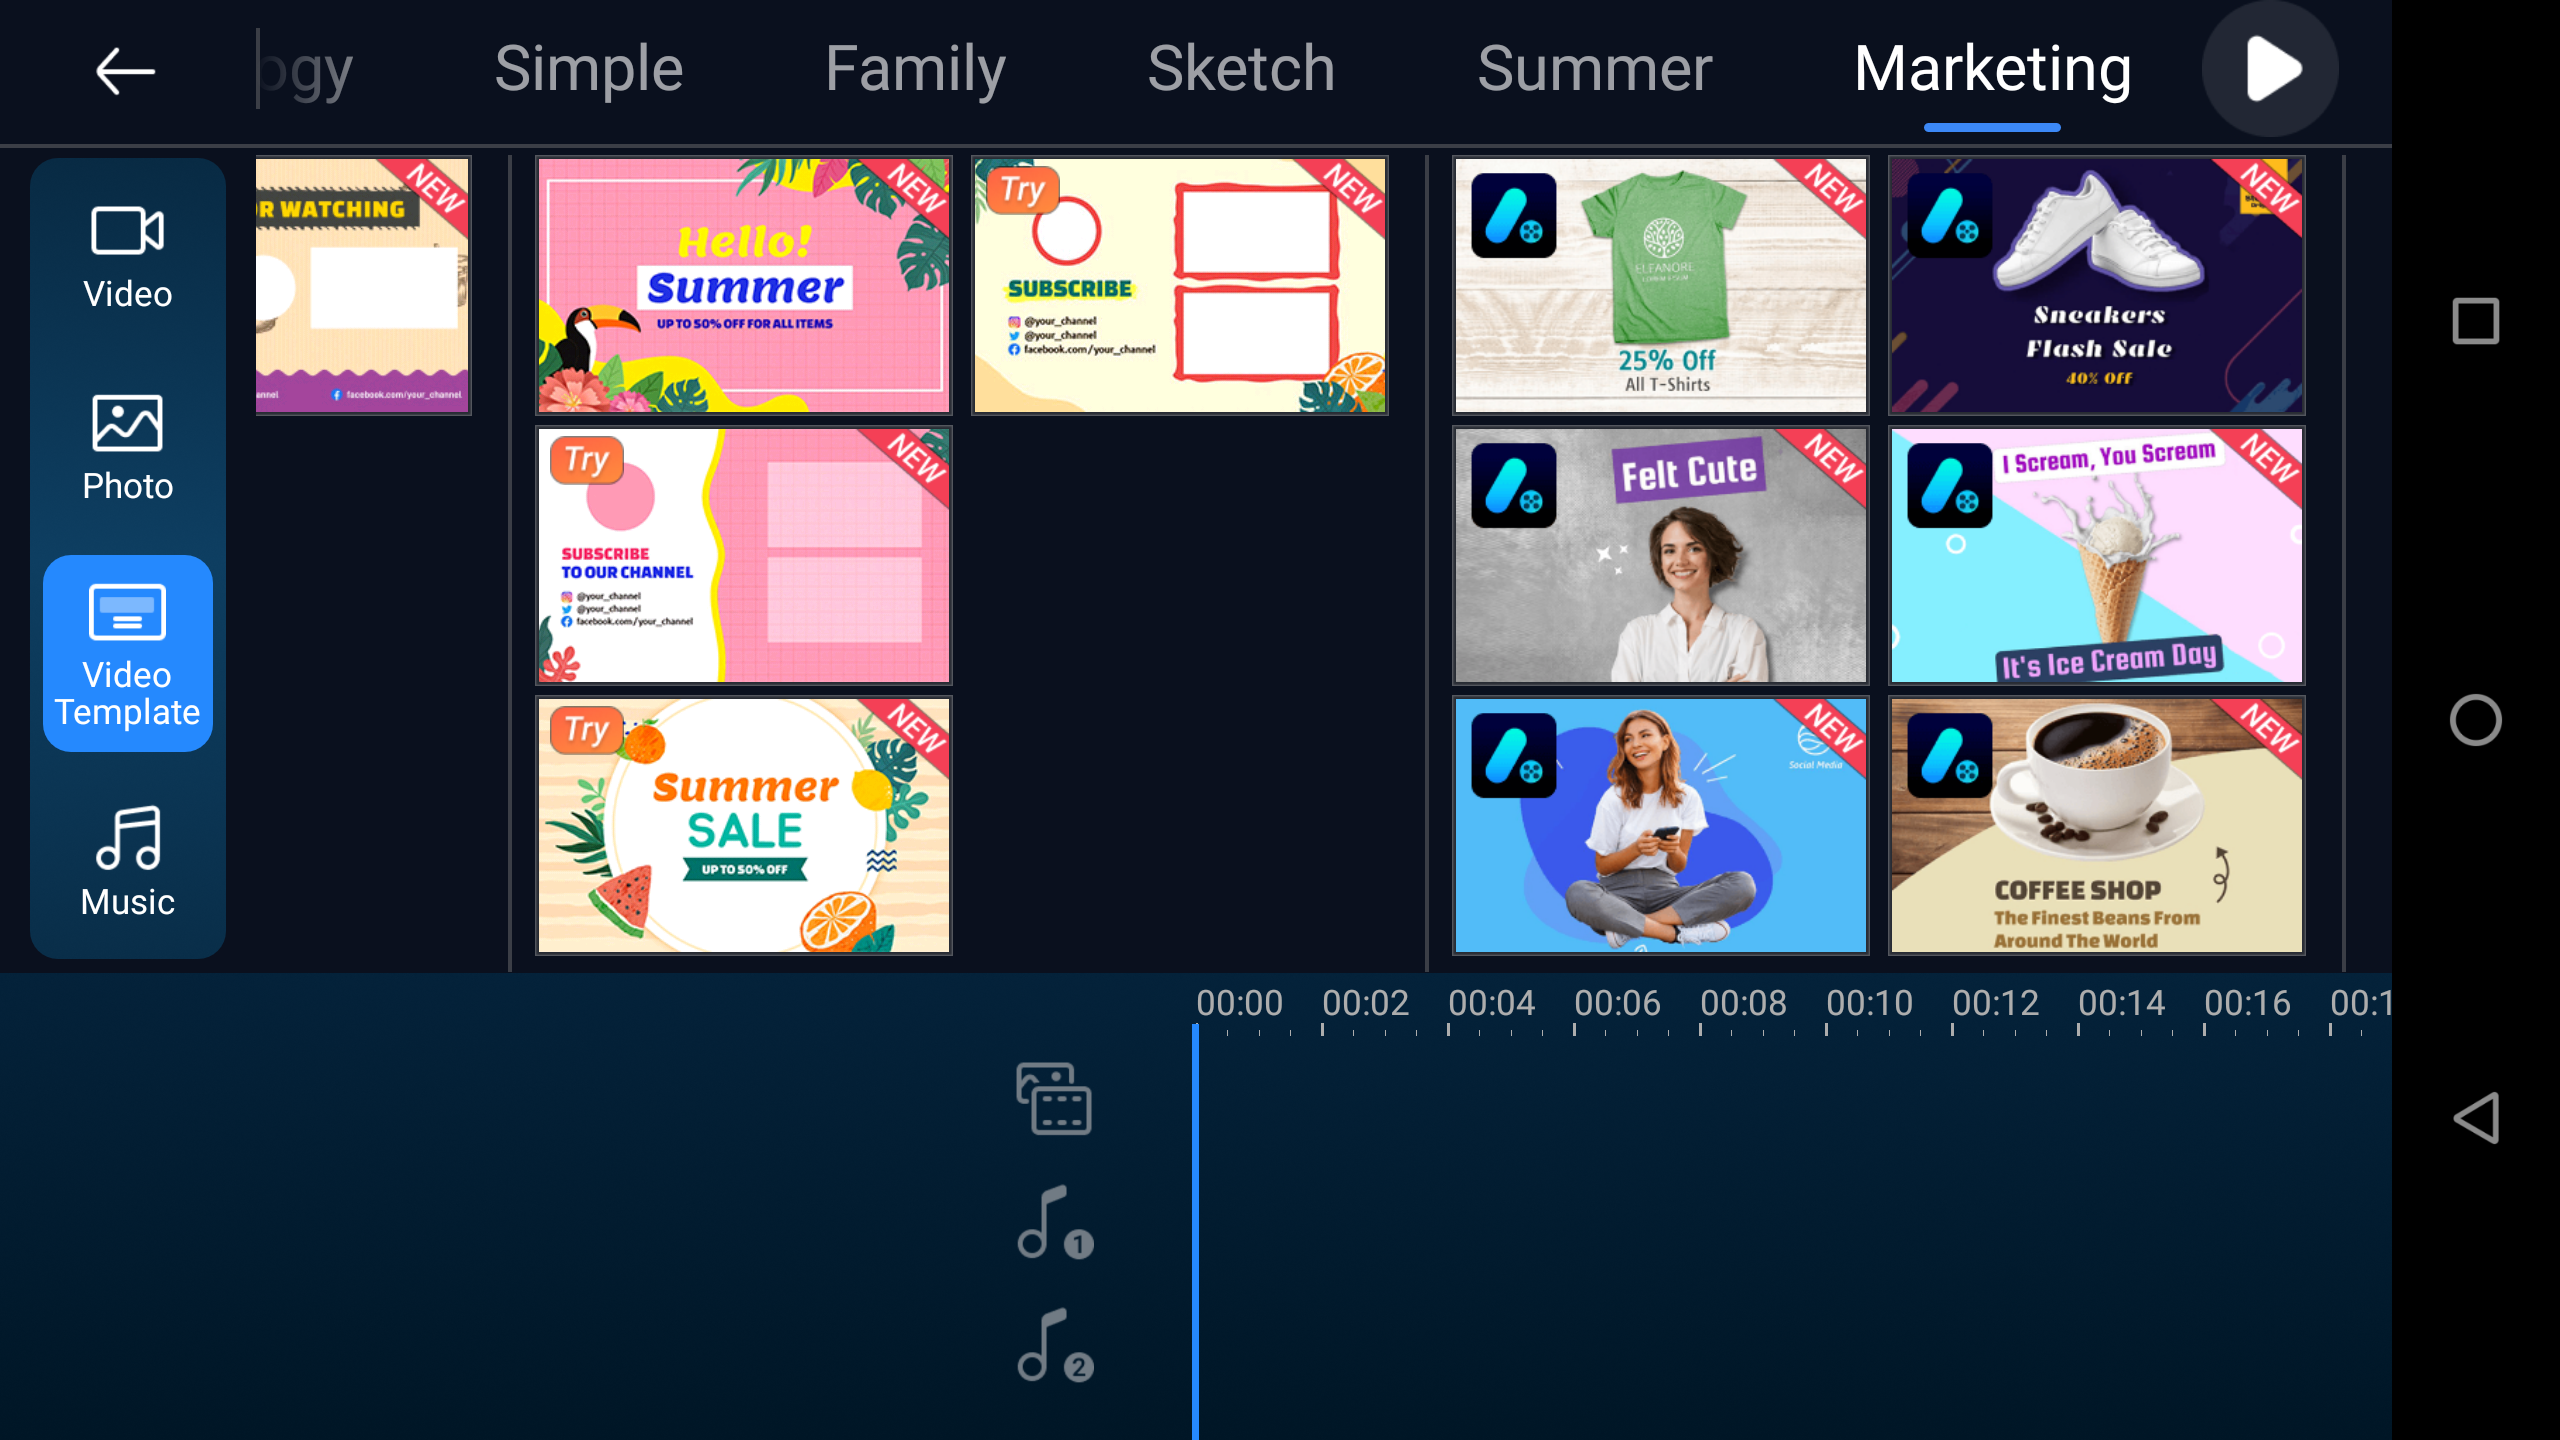 ogy
Simple
Family
Sketch
Summer
Marketing
Video
Photo
Video
Template
Music
R WATCHING
NEW
annel
facebook.com/your_channel
Hello!
Summer
UP TO 50% OFF FOR ALL ITEMS
NEW
Try
SUBSCRIBE
@your_channel
@your_channel
facebook.com/your_channel
NEW
ELEANORE
LOREM IPSUM
25% Off
All T-Shirts
NEW
Sneakers
Flash Sale
40% Off
NEW
Try
SUBSCRIBE
TO OUR CHANNEL
@your_channel
@your_channel
facebook.com/your_channel
NEW
Felt Cute
NEW
I Scream, You Scream
It's Ice Cream Day
NEW
Try
Summer
SALE
UP TO 50% OFF
NEW
Social Media
NEW
COFFEE SHOP
The Finest Beans From
Around The World
NEW
00:00 00:02 00:04 00:06 00:08 00:10 00:12 00:14 00:16 00:1
1
2